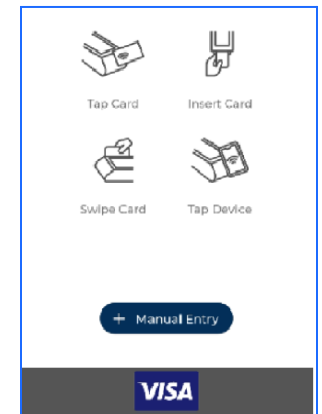 Tap Card Insert Card
Swipe Card Tap Device
+ Manual Entry
VISA